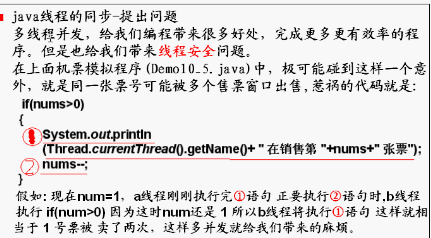 java线程的同步-提出问题
多线程并发，给我们编程带来很多好处，完成更多更有效率的程
序。但是也给我们带来线程安全问题。
在上面机票模拟程序(Demo10_5.java)中，极可能碰到这样一个意
外，就是同一张票号可能被多个售票窗口出售，惹祸的代码就是：
if(nums>0)
{
① System.out.println
(Thread.currentThread().getName()+ " 在销售第 "+nums+" 张票");
② nums--;
}
假如: 现在num=1，a线程刚刚执行完①语句 正要执行②语句时,b线程
执行 if(num>0) 因为这时num还是 1 所以b线程将执行①语句 这样就相
当于 1 号票被 卖了两次，这样多并发就给我们带来的麻烦。